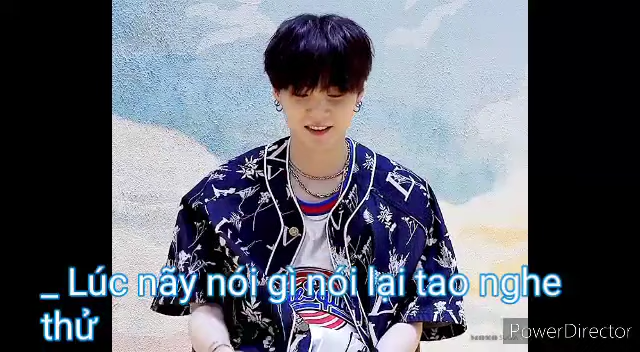 _ Lúc nãy nói gì nói lại tao nghe
thử
PowerDirector